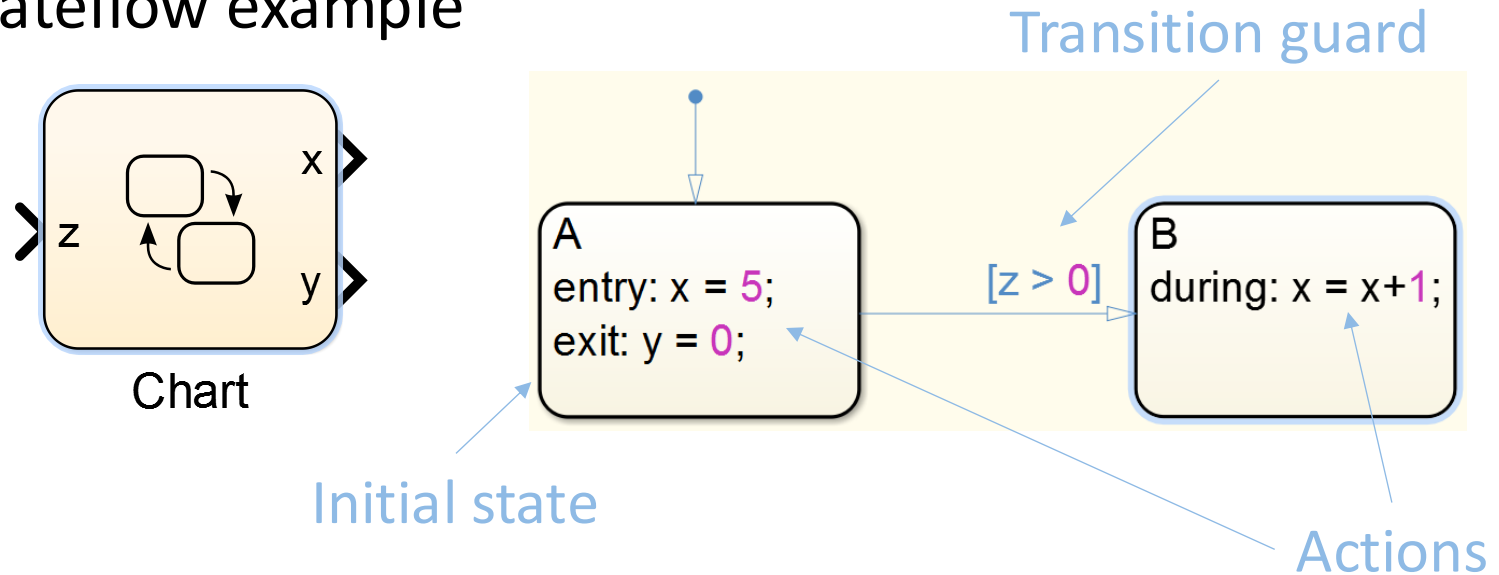 ateflow example
Transition guard
x
z
y
Chart
A
entry: x = 5;
exit: y = 0;
[z > 0]
B
during: x = x+1;
Initial state
Actions